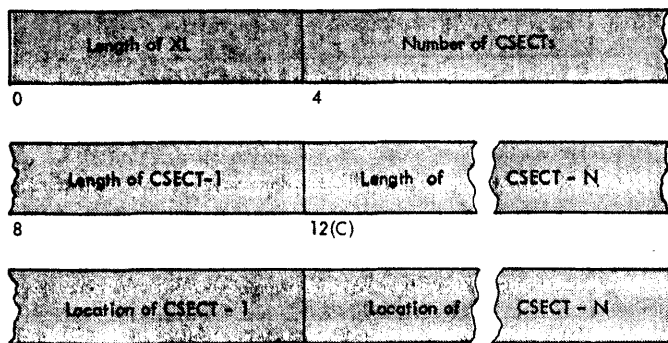 Length of XL Number of CSECTs
0 4
Length of CSECT-1 Length of CSECT - N
8 12(C)
Location of CSECT - 1 Location of CSECT - N